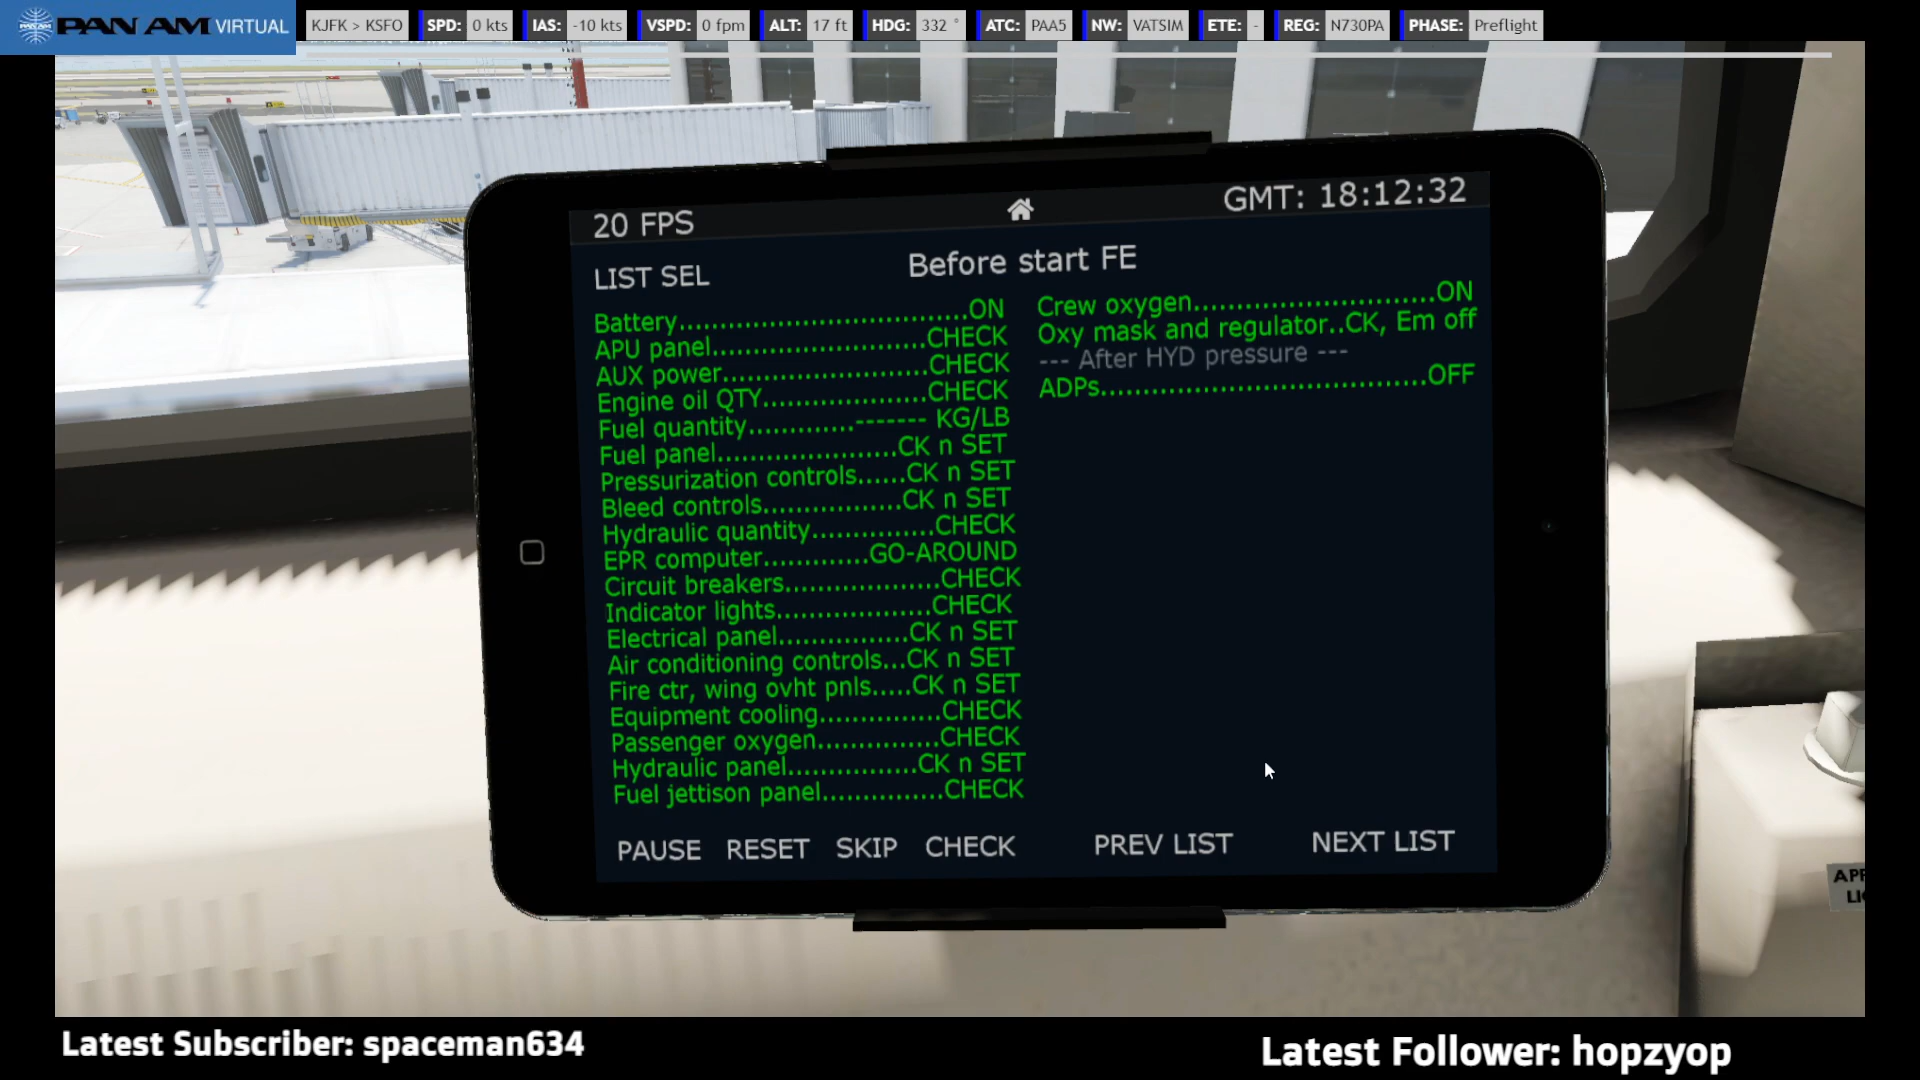 PAN AM VIRTUAL KJFK > KSFO SPD: 0 kts IAS: -10 kts VSPD: 0 fpm ALT: 17 ft HDG: 332 ° ATC: PAA5 NW: VATSIM ETE: - REG: N730PA PHASE: Preflight
20 FPS GMT: 18:12:32
LIST SEL Before start FE
Battery.................................ON
APU panel.........................CHECK
AUX power........................CHECK
Engine oil QTY...................CHECK
Fuel quantity............------- KG/LB
Fuel panel.....................CK n SET
Pressurization controls......CK n SET
Bleed controls................CK n SET
Hydraulic quantity..............CHECK
EPR computer............GO-AROUND
Circuit breakers..................CHECK
Indicator lights..................CHECK
Electrical panel...............CK n SET
Air conditioning controls...CK n SET
Fire ctr, wing ovht pnls.....CK n SET
Equipment cooling..............CHECK
Passenger oxygen..............CHECK
Hydraulic panel...............CK n SET
Fuel jettison panel..............CHECK
Crew oxygen............................ON
Oxy mask and regulator..CK, Em off
--- After HYD pressure ---
ADPs.....................................OFF
PAUSE RESET SKIP CHECK PREV LIST NEXT LIST
Latest Subscriber: spaceman634
Latest Follower: hopzyop